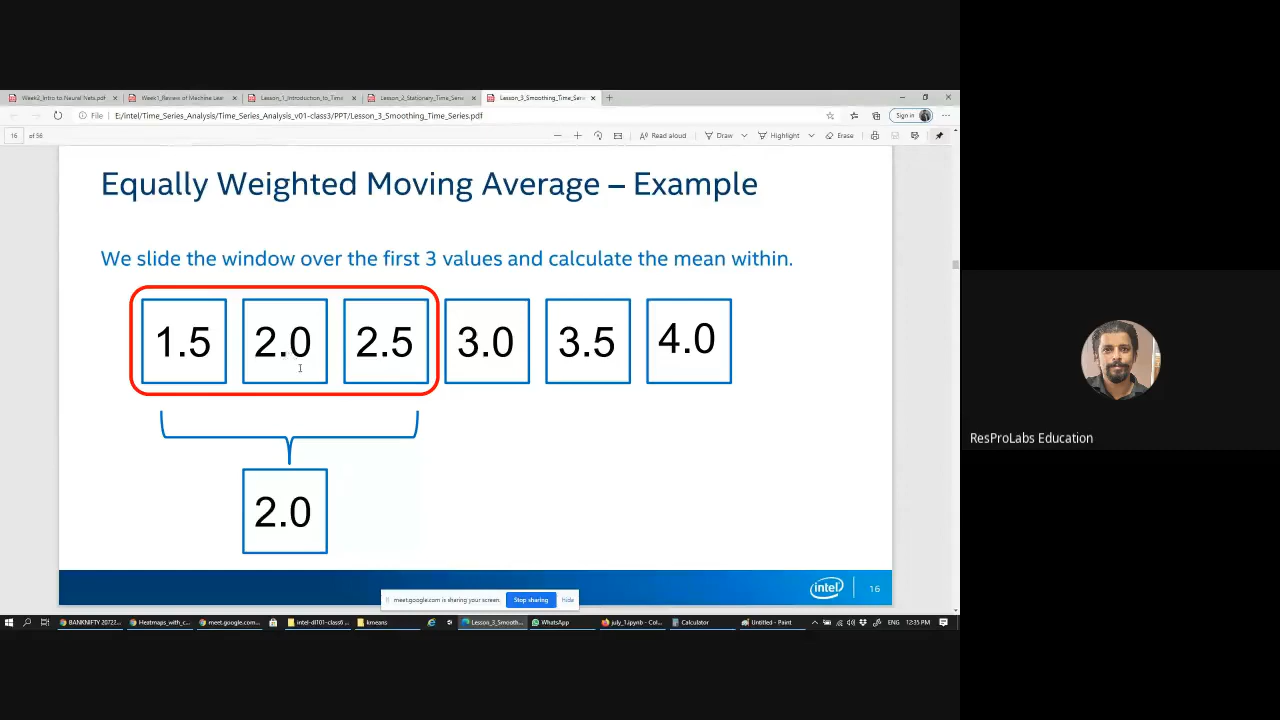 Week2_Intro to Neural Nets.pdf
Week1_Review of Machine Lear
Lesson_1_Introduction_to_Time
Lesson_2_Stationary_Time_Serie
Lesson_3_Smoothing_Time_Serie
File
E:/intel/Time_Series_Analysis/Time_Series_Analysis_v01-class3/PPT/Lesson_3_Smoothing_Time_Series.pdf
Sign in
16 of 56
Read aloud
Draw
Highlight
Erase
Equally Weighted Moving Average – Example
We slide the window over the first 3 values and calculate the mean within.
1.5 2.0 2.5 3.0 3.5 4.0
2.0
intel
16
meet.google.com is sharing your screen.
Stop sharing
Hide
BANKNIFTY 20722...
Heatmaps_with_c...
meet.google.com...
intel-dl101-class6
kmeans
Lesson_3_Smooth...
WhatsApp
july_1.ipynb - Col...
Calculator
Untitled - Paint
ENG
12:35 PM
ResProLabs Education